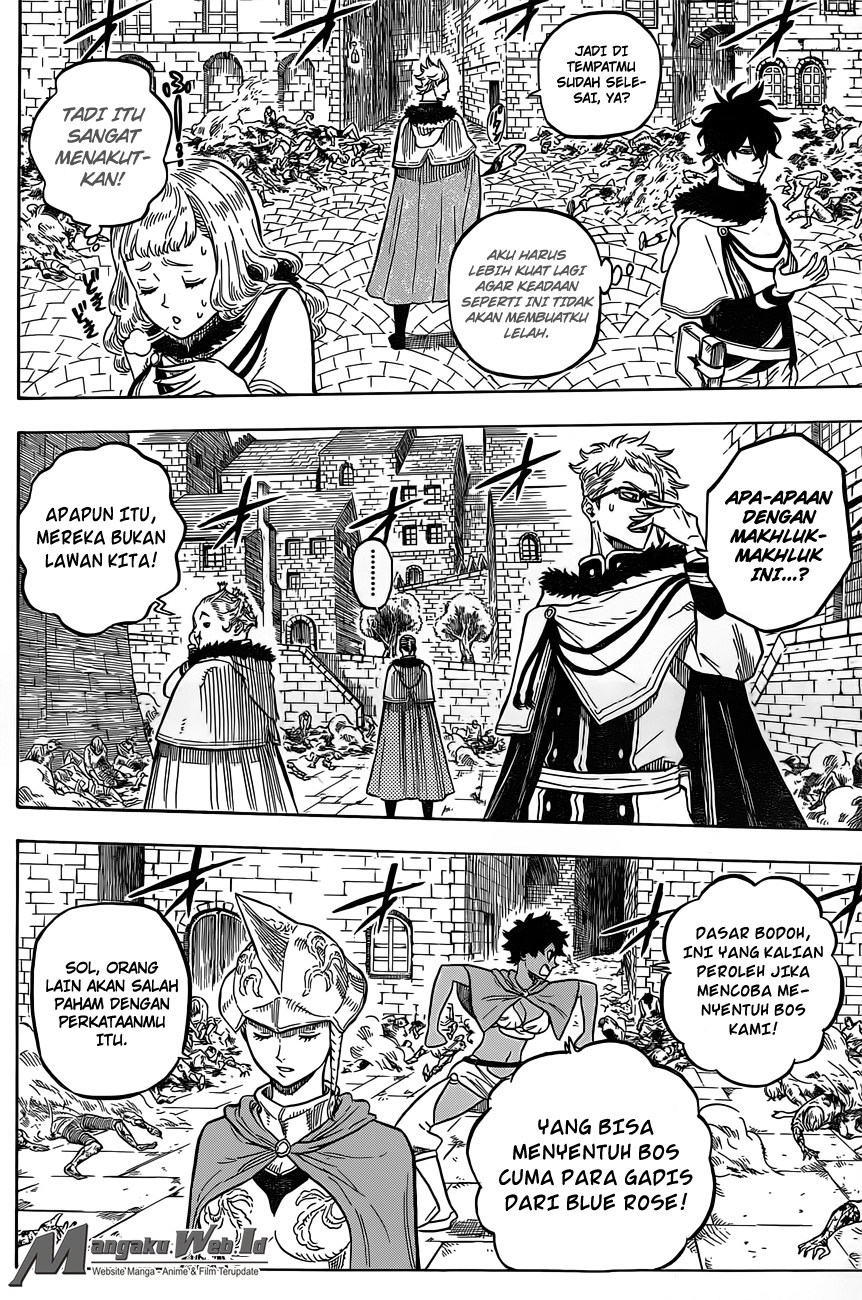 JADI DI
TEMPATMU
SUDAH SELE-
SAI, YA?
AKU HARUS
LEBIH KUAT LAGI
AGAR KEADAAN
SEPERTI INI TIDAK
AKAN MEMBUATKU
LELAH.
TADI ITU
SANGAT
MENAKUT-
KAN!
APA-APAAN
DENGAN
MAKHLUK-
MAKHLUK
INI...?
APAPUN ITU,
MEREKA BUKAN
LAWAN KITA!
DASAR BODOH,
INI YANG KALIAN
PEROLEH JIKA
MENCOBA ME-
NYENTUH BOS
KAMI!
YANG BISA
MENYENTUH BOS
CUMA PARA GADIS
DARI BLUE ROSE!
SOL, ORANG
LAIN AKAN SALAH
PAHAM DENGAN
PERKATAANMU
ITU.
Mangaku Web Id
Website Manga - Anime & Film Terupdate